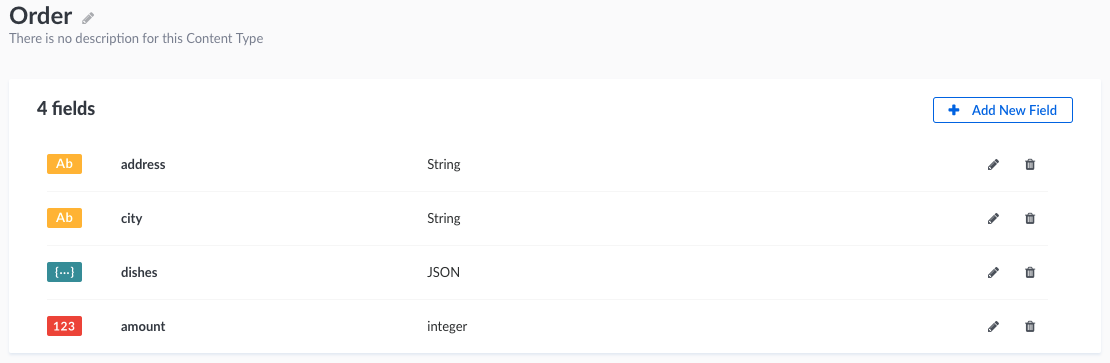 Order
There is no description for this Content Type
4 fields
+ Add New Field
Ab address String
Ab city String
{···} dishes JSON
123 amount integer